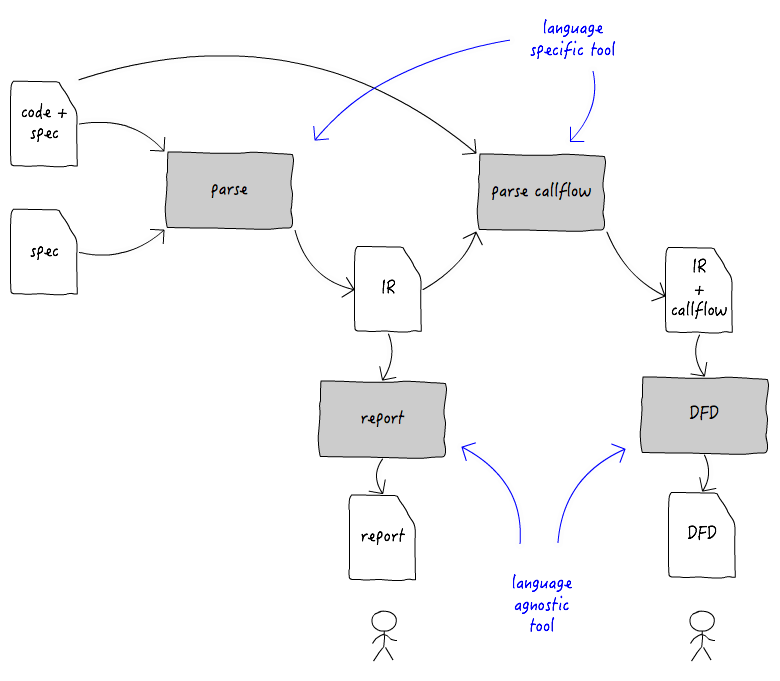 language
specific tool
code +
spec
parse
parse callflow
spec
IR
IR
+
callflow
report
DFD
report
DFD
language
agnostic
tool